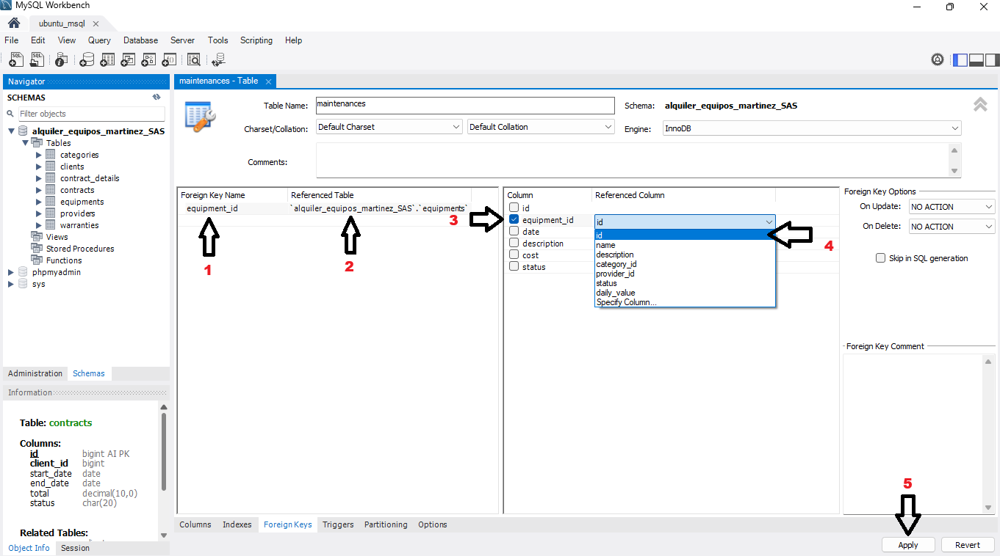 MySQL Workbench
ubuntu_msql
File Edit View Query Database Server Tools Scripting Help
Navigator
SCHEMAS
Filter objects
alquiler_equipos_martinez_SAS
Tables
categories
clients
contract_details
contracts
equipments
providers
warranties
Views
Stored Procedures
Functions
phpmyadmin
sys
Administration Schemas
Information
Table: contracts
Columns:
id bigint AI PK
client_id bigint
start_date date
end_date date
total decimal(10,0)
status char(20)
Related Tables:
Object Info Session
maintenances - Table
Table Name: maintenances Schema: alquiler_equipos_martinez_SAS
Charset/Collation: Default Charset Default Collation Engine: InnoDB
Comments:
Foreign Key Name Referenced Table
equipment_id `alquiler_equipos_martinez_SAS`.`equipments`
1
2
3
Column Referenced Column
id
equipment_id id
date
description
cost
status
id
name
description
category_id
provider_id
status
daily_value
Specify Column...
4
Foreign Key Options
On Update: NO ACTION
On Delete: NO ACTION
Skip in SQL generation
Foreign Key Comment
Columns Indexes Foreign Keys Triggers Partitioning Options
5
Apply Revert